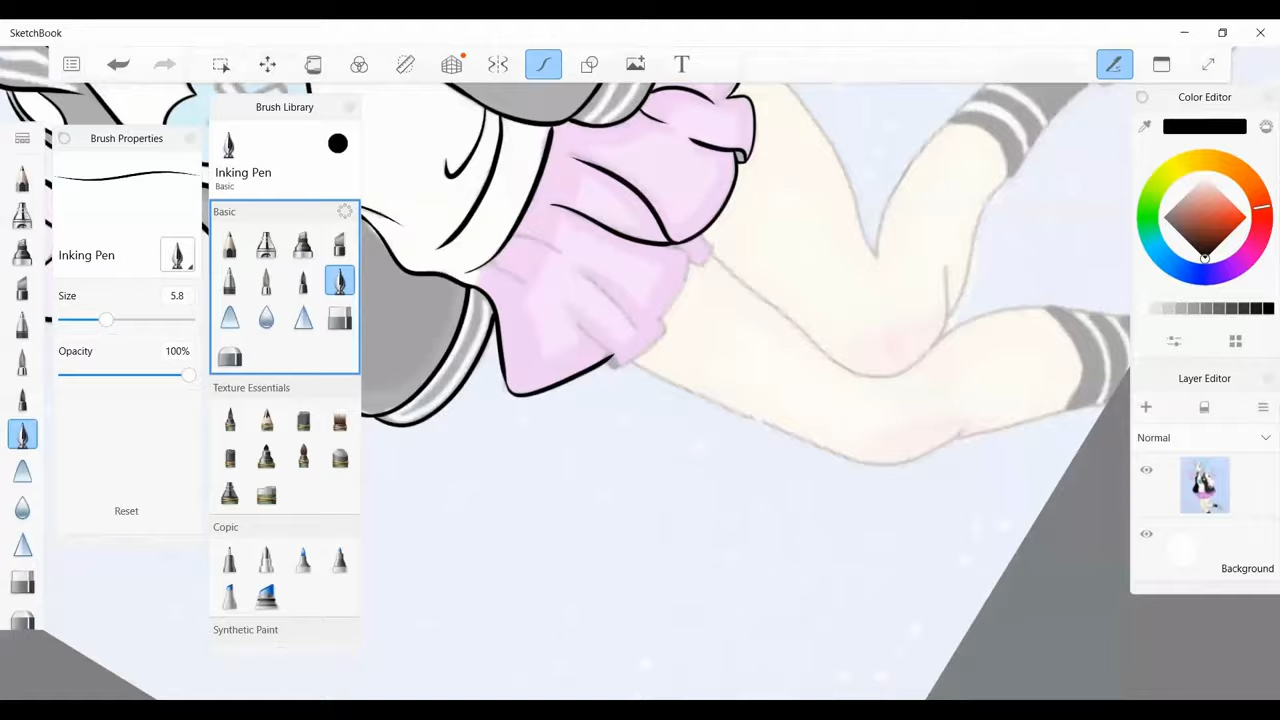 SketchBook
T
Brush Properties
Inking Pen
Size 5.8
Opacity 100%
Reset
Brush Library
Inking Pen
Basic
Basic
Texture Essentials
Copic
Synthetic Paint
Color Editor
Layer Editor
Normal
Background